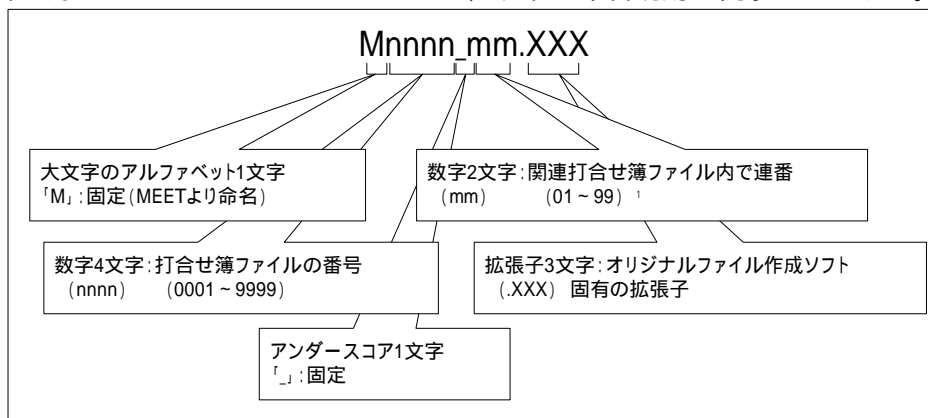 Mnnnn_mm.XXX
大文字のアルファベット1文字
「M」:固定(MEETより命名)
数字2文字:関連打合せ簿ファイル内で連番
(mm) (01~99) 1
数字4文字:打合せ簿ファイルの番号
(nnnn) (0001~9999)
拡張子3文字:オリジナルファイル作成ソフト
(.XXX) 固有の拡張子
アンダースコア1文字
「_」:固定